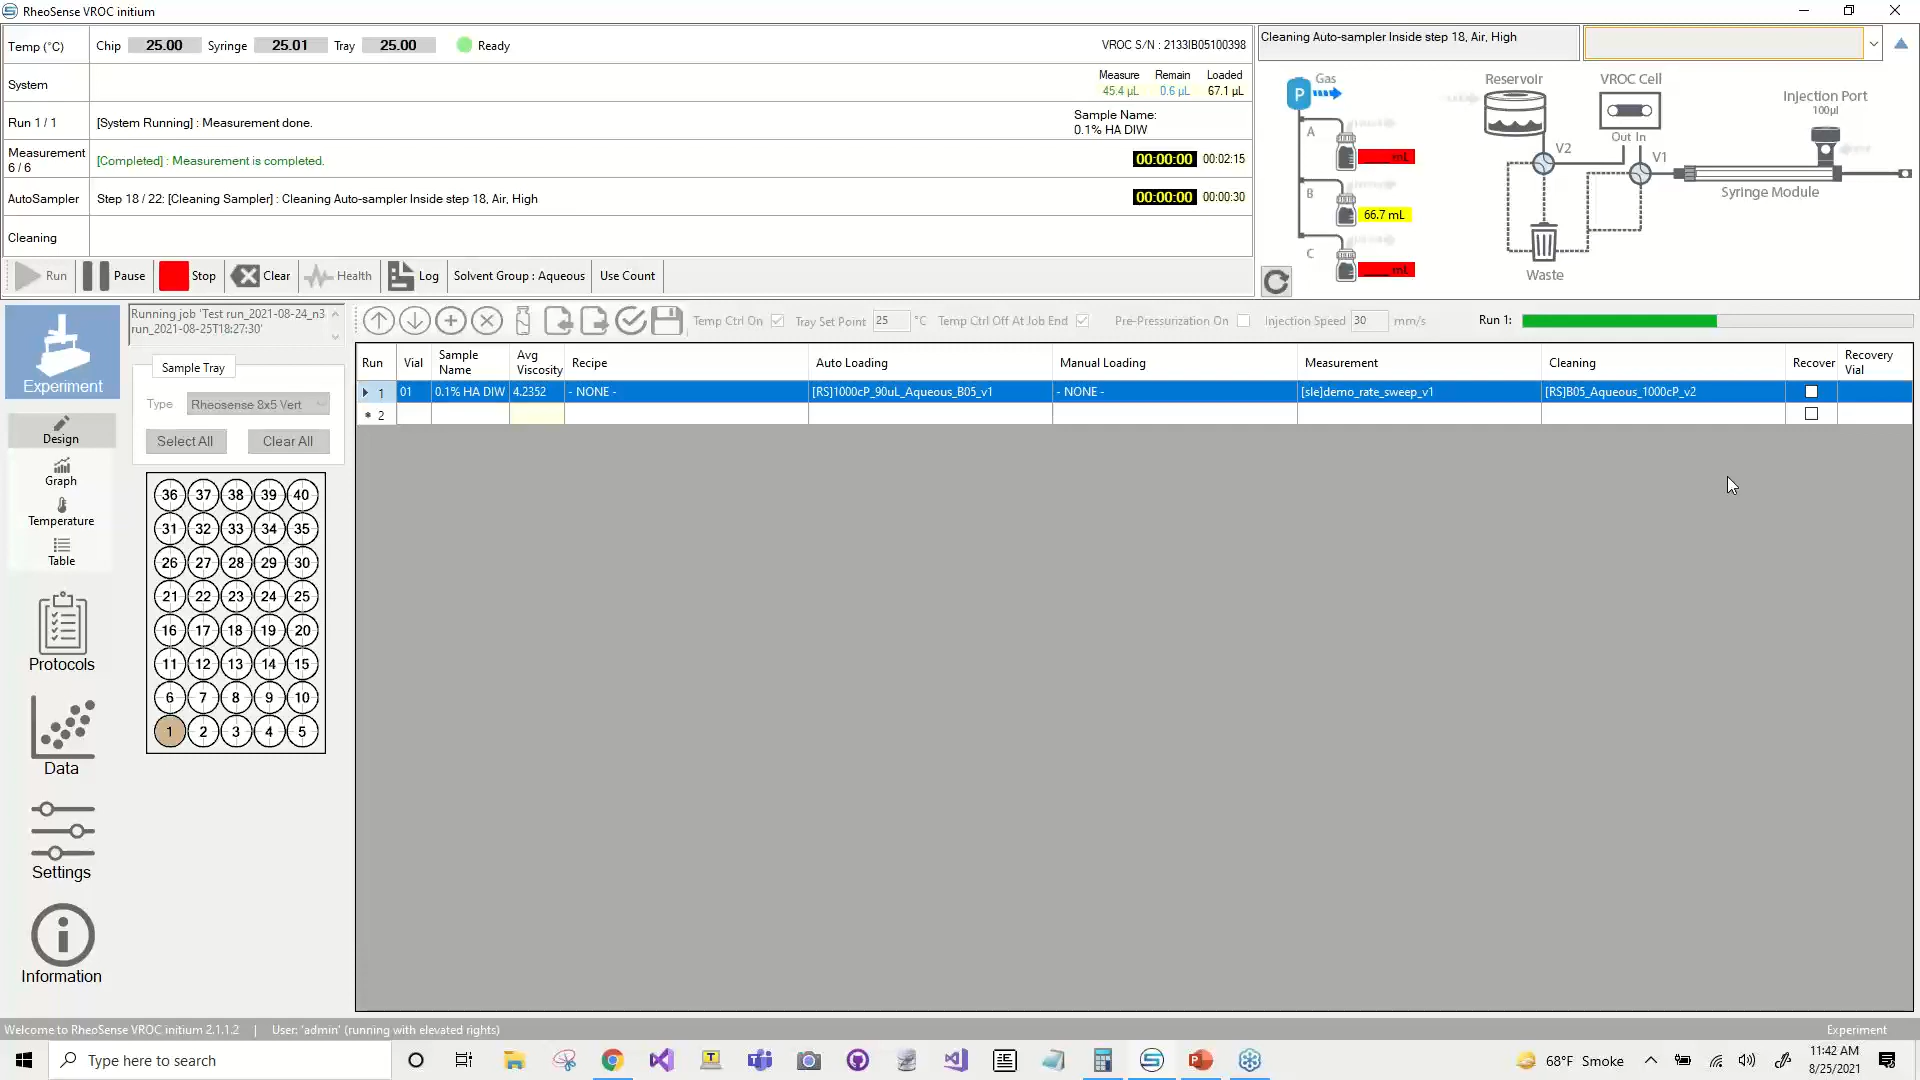 RheoSense VROC initium
Temp (°C)
Chip 25.00 Syringe 25.01 Tray 25.00 Ready
VROC S/N : 2133IB05100398
System
Measure Remain Loaded
45.4 µL 0.6 µL 67.1 µL
Run 1 / 1
[System Running] : Measurement done.
Sample Name:
0.1% HA DIW
Measurement
6 / 6
[Completed] : Measurement is completed.
00:00:00 00:02:15
AutoSampler
Step 18 / 22: [Cleaning Sampler] : Cleaning Auto-sampler Inside step 18, Air, High
00:00:00 00:00:30
Cleaning
Run Pause Stop Clear Health Log Solvent Group : Aqueous Use Count
Cleaning Auto-sampler Inside step 18, Air, High
P Gas
Reservoir
VROC Cell
Injection Port
100µl
A
mL
Out In
V2
V1
B
66.7 mL
Syringe Module
C
mL
Waste
Experiment
Design
Graph
Temperature
Table
Protocols
Data
Settings
Information
Running job 'Test run_2021-08-24_n3
run_2021-08-25T18:27:30'
Sample Tray
Type Rheosense 8x5 Vert
Select All Clear All
36 37 38 39 40
31 32 33 34 35
26 27 28 29 30
21 22 23 24 25
16 17 18 19 20
11 12 13 14 15
6 7 8 9 10
1 2 3 4 5
Temp Ctrl On Tray Set Point 25 °C Temp Ctrl Off At Job End Pre-Pressurization On Injection Speed 30 mm/s
Run 1:
Run Vial Sample Name Avg Viscosity Recipe Auto Loading Manual Loading Measurement Cleaning Recover Recovery Vial
1 01 0.1% HA DIW 4.2352 - NONE - [RS]1000cP_90uL_Aqueous_B05_v1 - NONE - [sle]demo_rate_sweep_v1 [RS]B05_Aqueous_1000cP_v2
* 2
Welcome to RheoSense VROC initium 2.1.1.2 | User: 'admin' (running with elevated rights)
Experiment
Type here to search
68°F Smoke
11:42 AM
8/25/2021